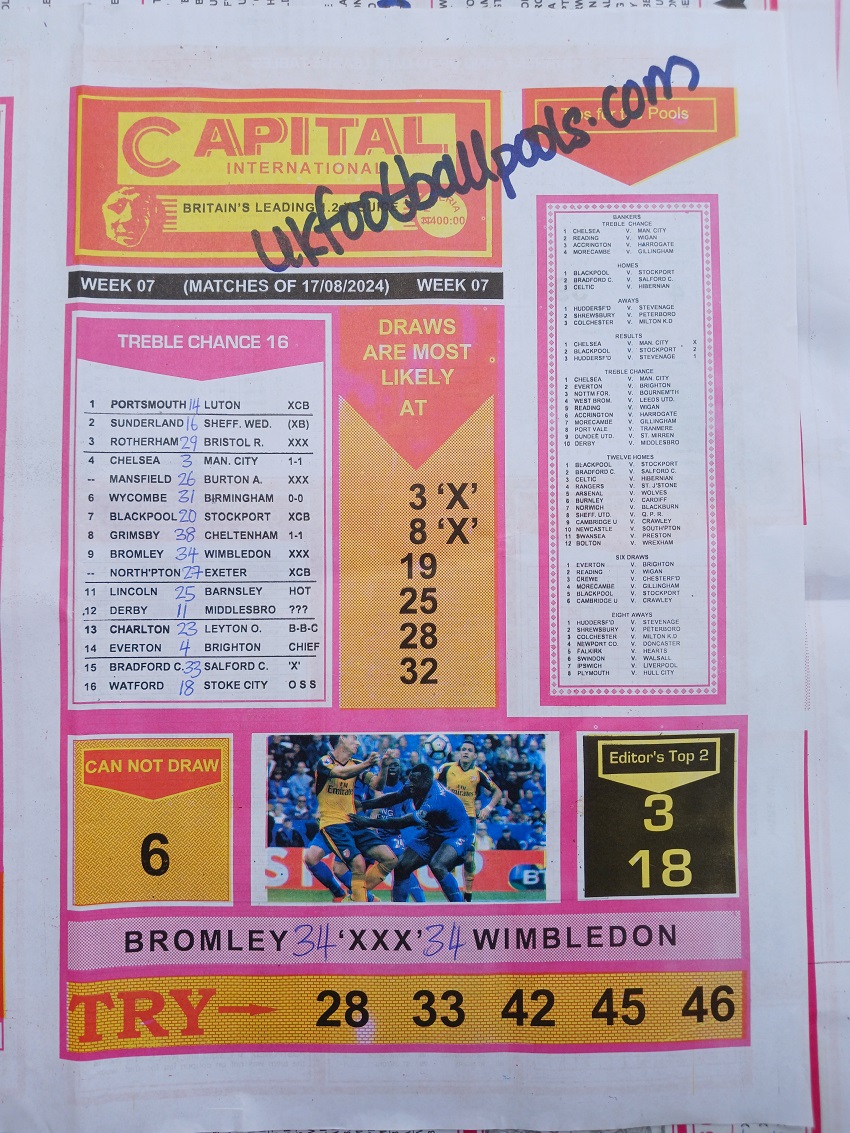 CAPITAL
INTERNATIONAL
BRITAIN'S LEADING
₦400:00
ukfootballpools.com
Pools
WEEK 07 (MATCHES OF 17/08/2024) WEEK 07
TREBLE CHANCE 16
1 PORTSMOUTH 14 LUTON XCB
2 SUNDERLAND 16 SHEFF. WED. (XB)
3 ROTHERHAM 29 BRISTOL R. XXX
4 CHELSEA 3 MAN. CITY 1-1
-- MANSFIELD 26 BURTON A. XXX
6 WYCOMBE 31 BIRMINGHAM 0-0
7 BLACKPOOL 20 STOCKPORT XCB
8 GRIMSBY 38 CHELTENHAM 1-1
9 BROMLEY 34 WIMBLEDON XXX
-- NORTH'PTON 27 EXETER XCB
11 LINCOLN 25 BARNSLEY HOT
.12 DERBY 11 MIDDLESBRO ???
13 CHARLTON 23 LEYTON O. B-B-C
14 EVERTON 4 BRIGHTON CHIEF
15 BRADFORD C. 33 SALFORD C. 'X'
16 WATFORD 18 STOKE CITY O S S
DRAWS
ARE MOST
LIKELY
AT
3 'X'
8 'X'
19
25
28
32
BANKERS
TREBLE CHANCE
1 CHELSEA V. MAN. CITY
2 READING V. WIGAN
3 ACCRINGTON V. HARROGATE
4 MORECAMBE V. GILLINGHAM
HOMES
1 BLACKPOOL V. STOCKPORT
2 BRADFORD C. V. SALFORD C.
3 CELTIC V. HIBERNIAN
AWAYS
1 HUDDERSF'D V. STEVENAGE
2 SHREWSBURY V. PETERBORO
3 COLCHESTER V. MILTON K.D
RESULTS
1 CHELSEA V. MAN. CITY X
2 BLACKPOOL V. STOCKPORT 2
3 HUDDERSF'D V. STEVENAGE 1
TREBLE CHANCE
1 CHELSEA V. MAN. CITY
2 EVERTON V. BRIGHTON
3 NOTTM FOR. V. BOURNEM'TH
4 WEST BROM. V. LEEDS UTD.
5 READING V. WIGAN
6 ACCRINGTON V. HARROGATE
7 MORECAMBE V. GILLINGHAM
8 PORT VALE V. TRANMERE
9 DUNDEE UTD. V. ST. MIRREN
10 DERBY V. MIDDLESBRO
TWELVE HOMES
1 BLACKPOOL V. STOCKPORT
2 BRADFORD C. V. SALFORD C.
3 CELTIC V. HIBERNIAN
4 RANGERS V. ST. J'STONE
5 ARSENAL V. WOLVES
6 BURNLEY V. CARDIFF
7 NORWICH V. BLACKBURN
8 SHEFF. UTD. V. Q. P. R.
9 CAMBRIDGE U V. CRAWLEY
10 NEWCASTLE V. SOUTH'PTON
11 SWANSEA V. PRESTON
12 BOLTON V. WREXHAM
SIX DRAWS
1 EVERTON V. BRIGHTON
2 READING V. WIGAN
3 CREWE V. CHESTERF'D
4 MORECAMBE V. GILLINGHAM
5 BLACKPOOL V. STOCKPORT
6 CAMBRIDGE U V. CRAWLEY
EIGHT AWAYS
1 HUDDERSF'D V. STEVENAGE
2 SHREWSBURY V. PETERBORO
3 COLCHESTER V. MILTON K.D
4 NEWPORT CO. V. DONCASTER
5 FALKIRK V. HEARTS
6 SWINDON V. WALSALL
7 IPSWICH V. LIVERPOOL
8 PLYMOUTH V. HULL CITY
CAN NOT DRAW
6
Emirates
BT
Editor's Top 2
3
18
BROMLEY 34 'XXX' 34 WIMBLEDON
TRY 28 33 42 45 46